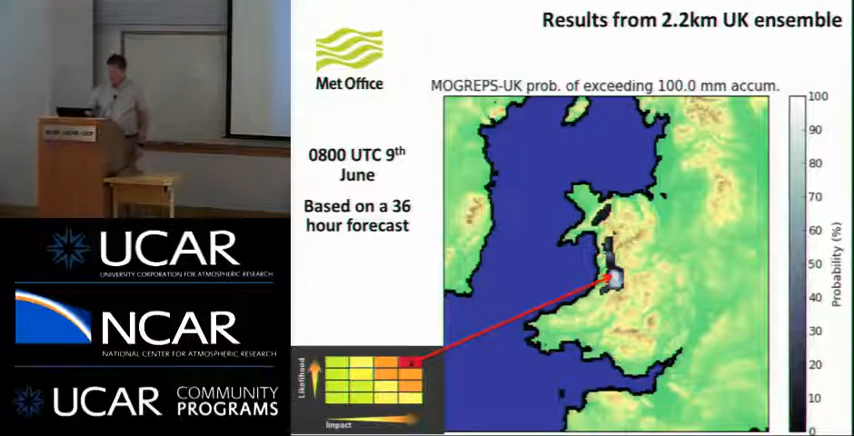 Results from 2.2km UK ensemble
Met Office
MOGREPS-UK prob. of exceeding 100.0 mm accum.
0800 UTC 9th
June
Based on a 36
hour forecast
100
90
80
70
60
50
40
30
20
10
0
Probability (%)
Likelihood
Impact
UCAR
UNIVERSITY CORPORATION FOR ATMOSPHERIC RESEARCH
NCAR
NATIONAL CENTER FOR ATMOSPHERIC RESEARCH
UCAR COMMUNITY
PROGRAMS